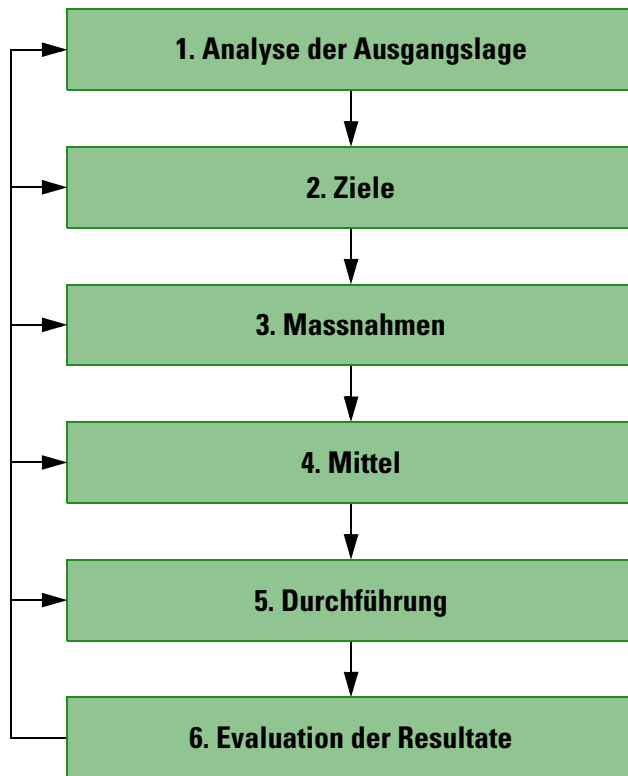 1. Analyse der Ausgangslage
2. Ziele
3. Massnahmen
4. Mittel
5. Durchführung
6. Evaluation der Resultate